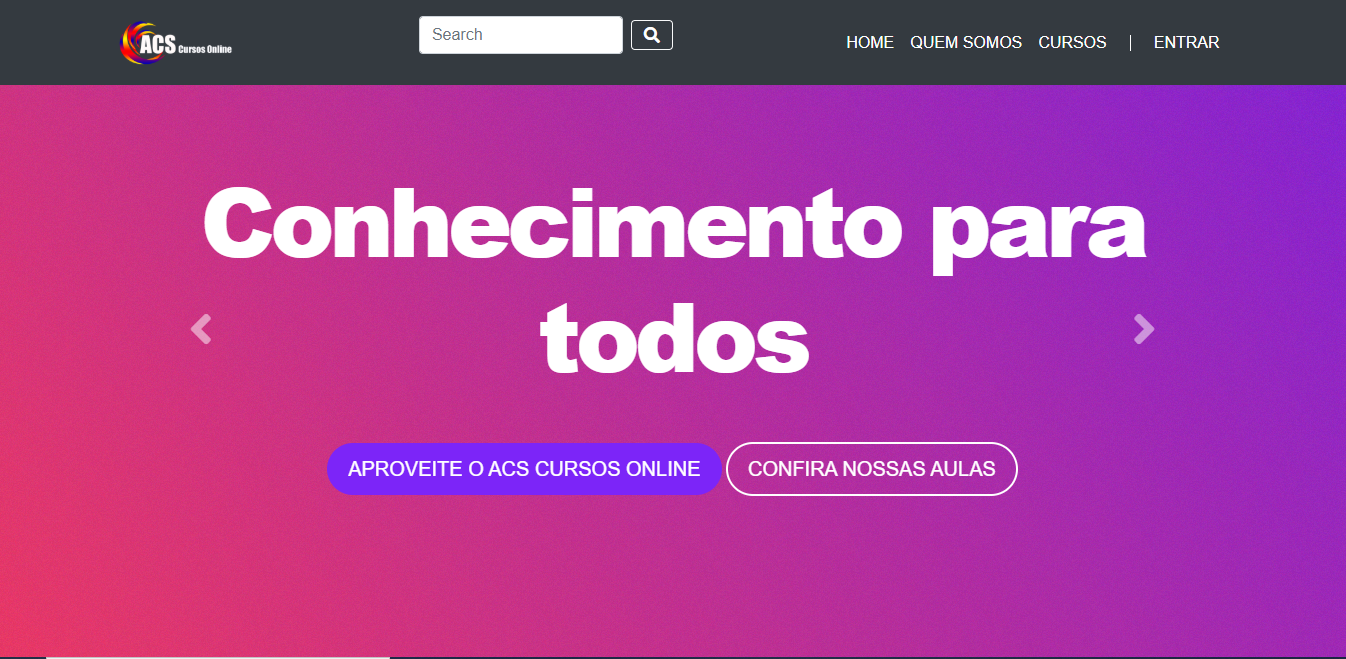 ACS Cursos Online
Search
HOME QUEM SOMOS CURSOS | ENTRAR
Conhecimento para
todos
APROVEITE O ACS CURSOS ONLINE
CONFIRA NOSSAS AULAS